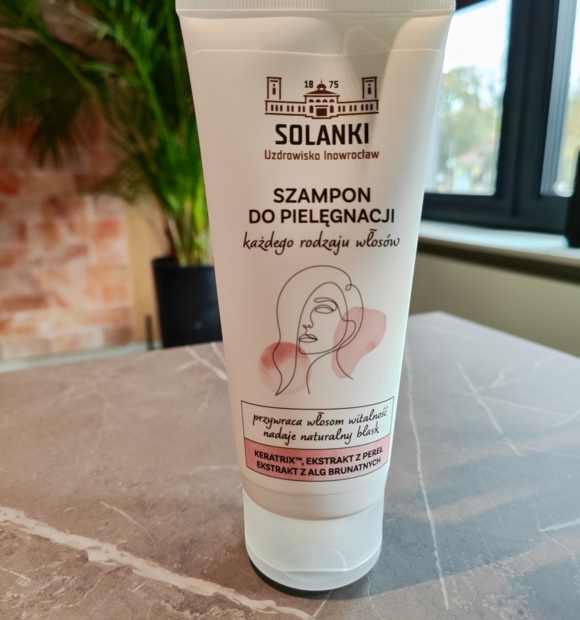 18 75
SOLANKI
Uzdrowisko Inowrocław
SZAMPON
DO PIELĘGNACJI
każdego rodzaju włosów
przywraca włosom witalność
nadaje naturalny blask
KERATRIX™, EKSTRAKT Z PEREŁ
EKSTRAKT Z ALG BRUNATNYCH